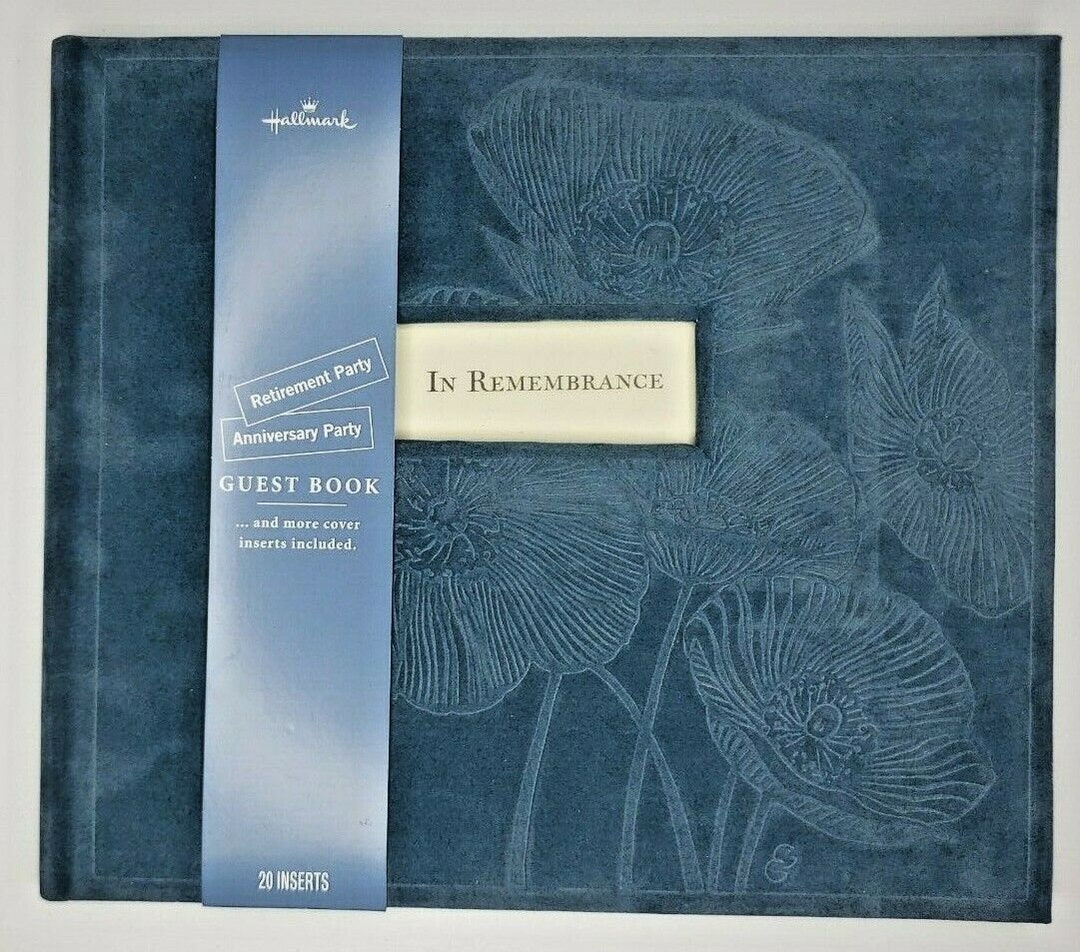 Hallmark
Retirement Party
Anniversary Party
GUEST BOOK
... and more cover
inserts included.
20 INSERTS
IN REMEMBRANCE